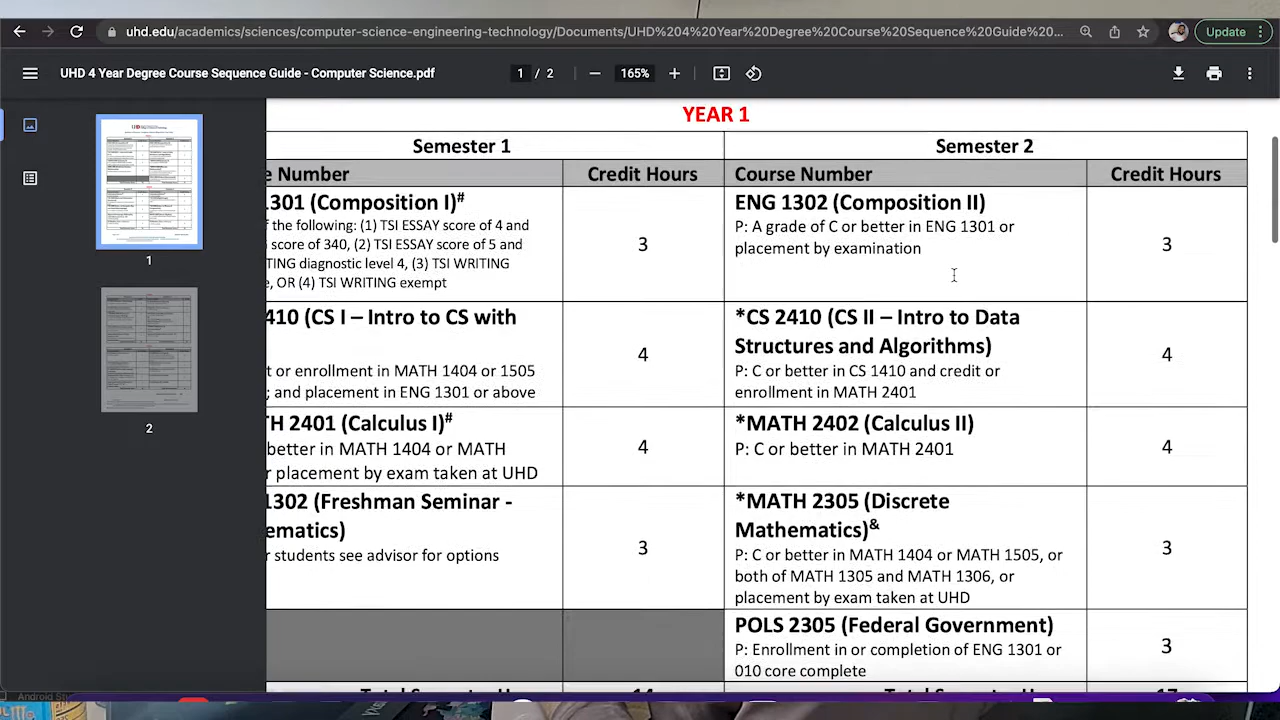 uhd.edu/academics/sciences/computer-science-engineering-technology/Documents/UHD%204%20Year%20Degree%20Course%20Sequence%20Guide%20...
Update
UHD 4 Year Degree Course Sequence Guide - Computer Science.pdf
1 / 2
165%
YEAR 1
Semester 1
Semester 2
e Number
Credit Hours
Course Number
Credit Hours
1301 (Composition I)#
f the following: (1) TSI ESSAY score of 4 and
score of 340, (2) TSI ESSAY score of 5 and
TING diagnostic level 4, (3) TSI WRITING
e, OR (4) TSI WRITING exempt
3
ENG 1302 (Composition II)
P: A grade of C or better in ENG 1301 or
placement by examination
3
410 (CS I – Intro to CS with
t or enrollment in MATH 1404 or 1505
; and placement in ENG 1301 or above
4
*CS 2410 (CS II – Intro to Data
Structures and Algorithms)
P: C or better in CS 1410 and credit or
enrollment in MATH 2401
4
TH 2401 (Calculus I)#
better in MATH 1404 or MATH
r placement by exam taken at UHD
4
*MATH 2402 (Calculus II)
P: C or better in MATH 2401
4
1302 (Freshman Seminar -
ematics)
r students see advisor for options
3
*MATH 2305 (Discrete
Mathematics)&
P: C or better in MATH 1404 or MATH 1505, or
both of MATH 1305 and MATH 1306, or
placement by exam taken at UHD
3
POLS 2305 (Federal Government)
P: Enrollment in or completion of ENG 1301 or
010 core complete
3
1
2